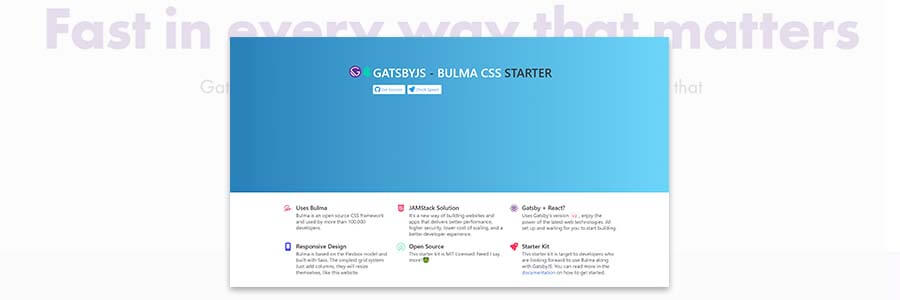 Fast in every way that matters
Gat
that
GATSBYJS - BULMA CSS STARTER
Get Started
Check Speed
Uses Bulma
Bulma is an open source CSS framework
and used by more than 100,000
developers.
JAMStack Solution
It's a new way of building websites and
apps that delivers better performance,
higher security, lower cost of scaling, and a
better developer experience.
Gatsby + React?
Uses Gatsby's version v2, enjoy the
power of the latest web technologies. All
set up and waiting for you to start building.
Responsive Design
Bulma is based on the flexbox model and
built with Sass. The simplest grid system
Just add columns, they will resize
themselves, like this website.
Open Source
This starter kit is MIT Licensed! Need I say
more?
Starter Kit
This starter kit is target to developers who
are looking forward to use Bulma along
with GatsbyJS. You can read more in the
documentation on how to get started.